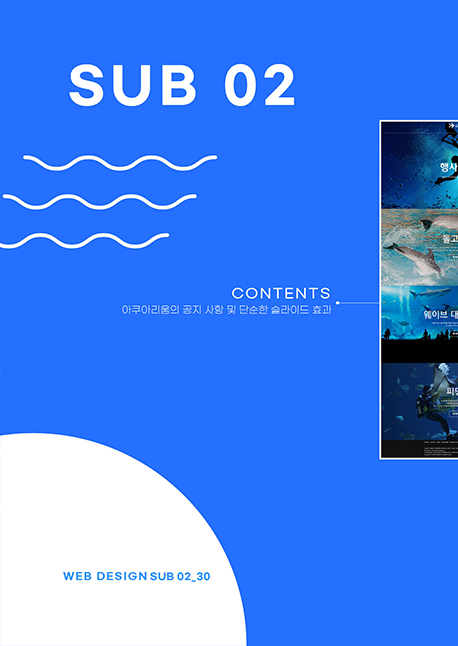 SUB 02
행사
돌고
CONTENTS
아쿠아리움의 공지 사항 및 단순한 슬라이드 효과
웨이브 대
피딩
WEB DESIGN SUB 02_30